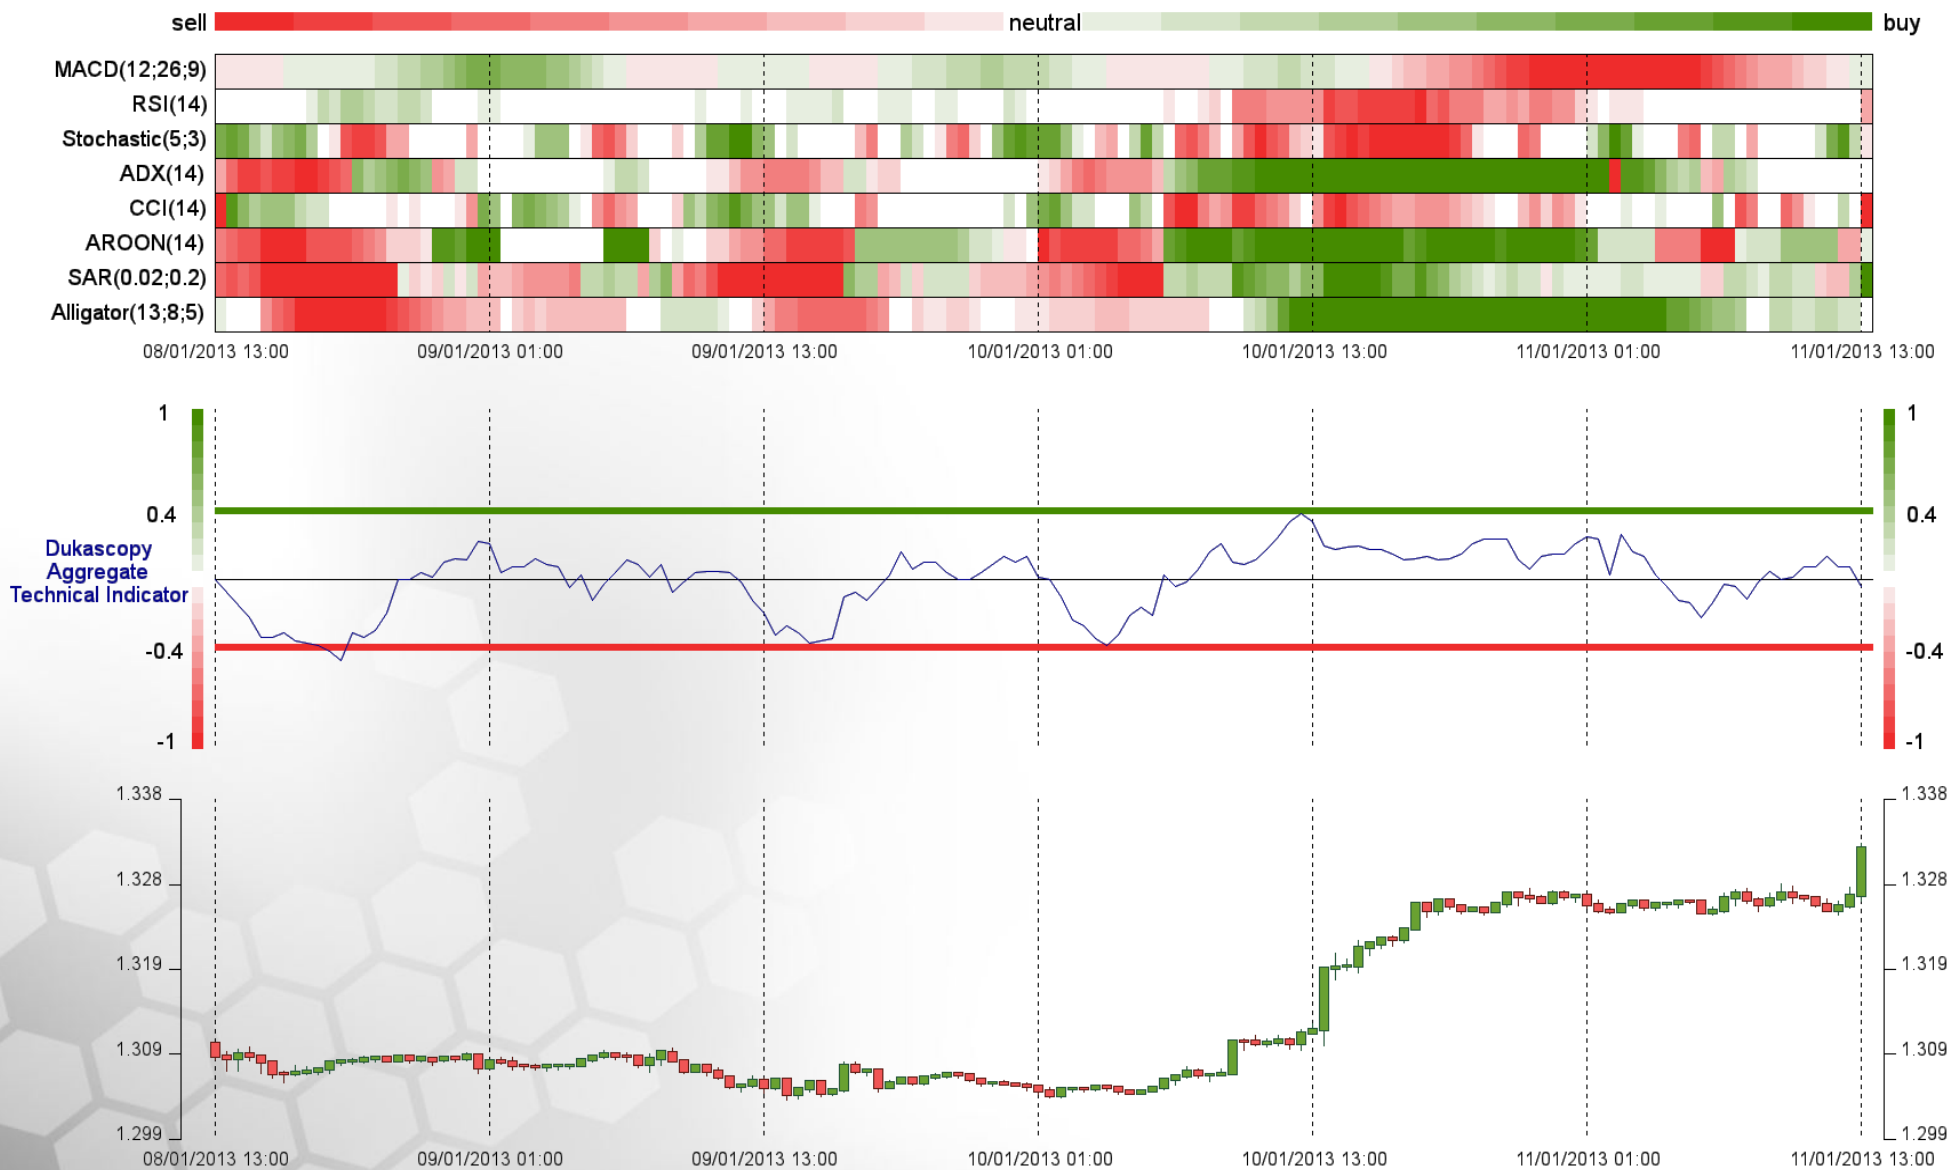 sell neutral buy
MACD(12;26;9)
RSI(14)
Stochastic(5;3)
ADX(14)
CCI(14)
AROON(14)
SAR(0.02;0.2)
Alligator(13;8;5)
08/01/2013 13:00 09/01/2013 01:00 09/01/2013 13:00 10/01/2013 01:00 10/01/2013 13:00 11/01/2013 01:00 11/01/2013 13:00
1 1
0.4 0.4
Dukascopy
Aggregate
Technical Indicator
-0.4 -0.4
-1 -1
1.338 1.338
1.328 1.328
1.319 1.319
1.309 1.309
1.299 1.299
08/01/2013 13:00 09/01/2013 01:00 09/01/2013 13:00 10/01/2013 01:00 10/01/2013 13:00 11/01/2013 01:00 11/01/2013 13:00